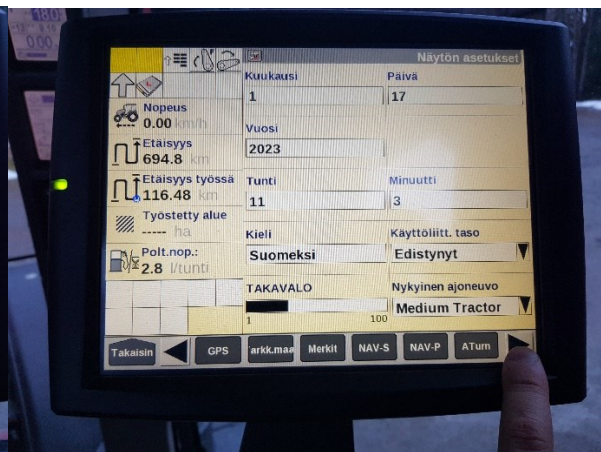 Näytön asetukset
Kuukausi
Päivä
1
17
Nopeus
0.00 km/h
Vuosi
2023
Etäisyys
694.8 km
Etäisyys työssä
116.48 km
Tunti
Minuutti
11
3
Työstetty alue
----- ha
Kieli
Käyttöliitt. taso
Suomeksi
Edistynyt
Polt.nop.:
2.8 l/tunti
TAKAVALO
Nykyinen ajoneuvo
1
100
Medium Tractor
Takaisin
GPS
arkk.maa
Merkit
NAV-S
NAV-P
ATurn